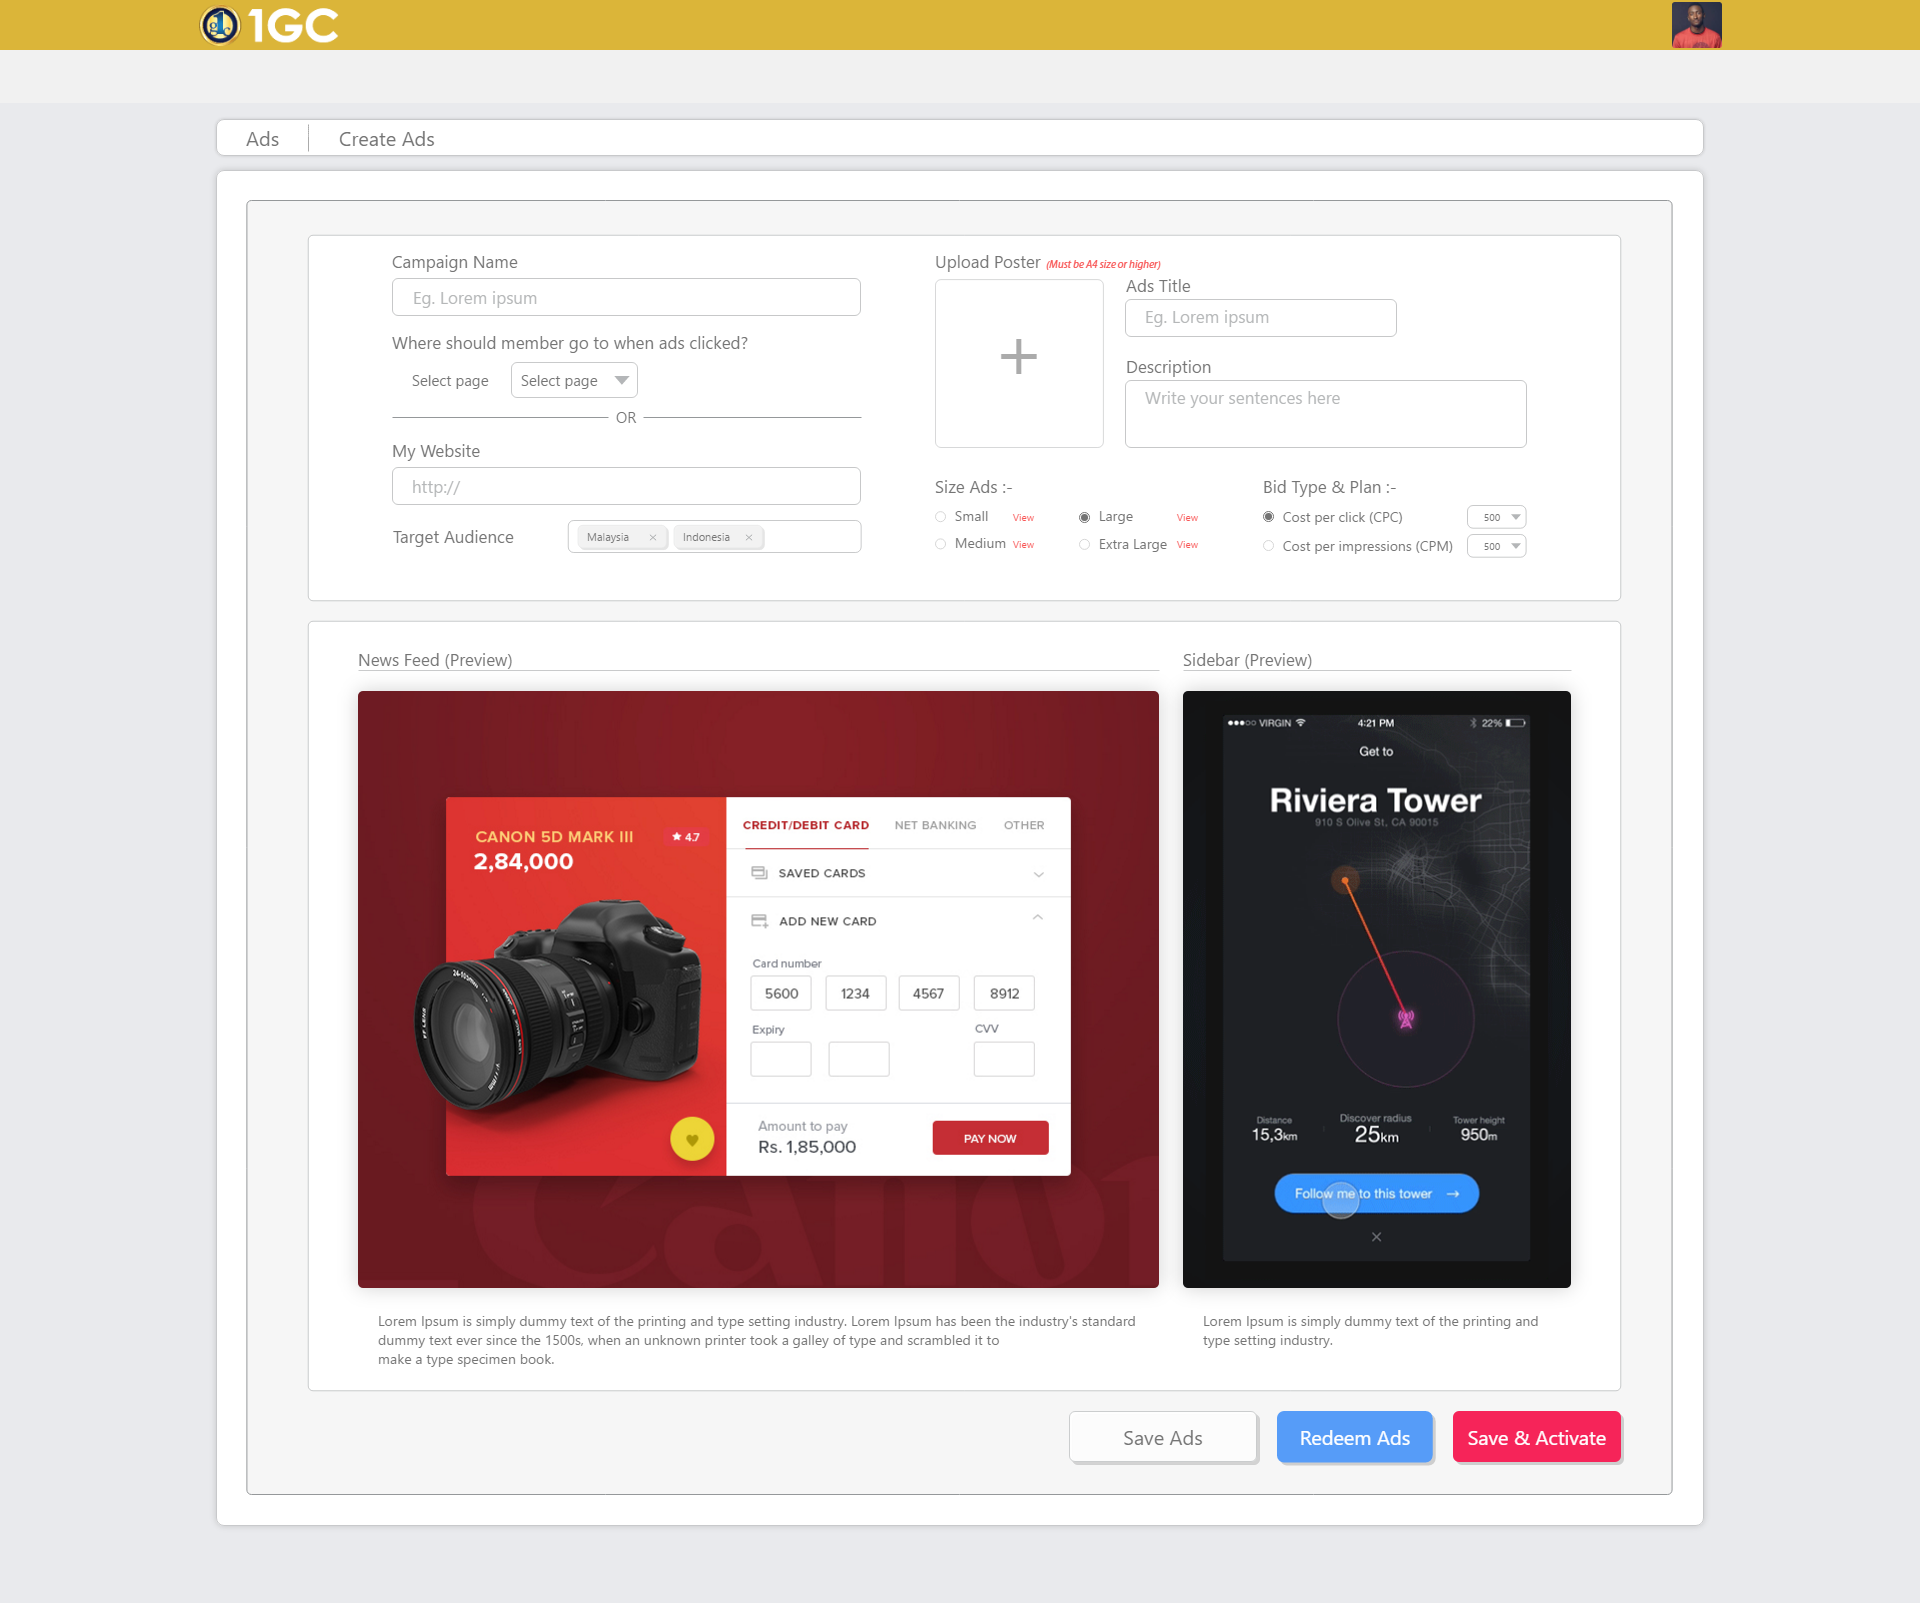 g1c 1GC
Ads
Create Ads
Campaign Name
Eg. Lorem ipsum
Where should member go to when ads clicked?
Select page
Select page
OR
My Website
http://
Target Audience
Malaysia ×
Indonesia ×
Upload Poster (Must be A4 size or higher)
+
Ads Title
Eg. Lorem ipsum
Description
Write your sentences here
Size Ads :-
Small View
Large View
Medium View
Extra Large View
Bid Type & Plan :-
Cost per click (CPC) 500
Cost per impressions (CPM) 500
News Feed (Preview)
CANON 5D MARK III
4.7
2,84,000
CREDIT/DEBIT CARD
NET BANKING
OTHER
SAVED CARDS
ADD NEW CARD
Card number
5600 1234 4567 8912
Expiry
CVV
Amount to pay
Rs. 1,85,000
PAY NOW
Canon
Lorem Ipsum is simply dummy text of the printing and type setting industry. Lorem Ipsum has been the industry's standard
dummy text ever since the 1500s, when an unknown printer took a galley of type and scrambled it to
make a type specimen book.
Sidebar (Preview)
VIRGIN
4:21 PM
22%
Get to
Riviera Tower
910 S Olive St, CA 90015
Distance
15,3km
Discover radius
25km
Tower height
950m
Follow me to this tower →
×
Lorem Ipsum is simply dummy text of the printing and
type setting industry.
Save Ads
Redeem Ads
Save & Activate